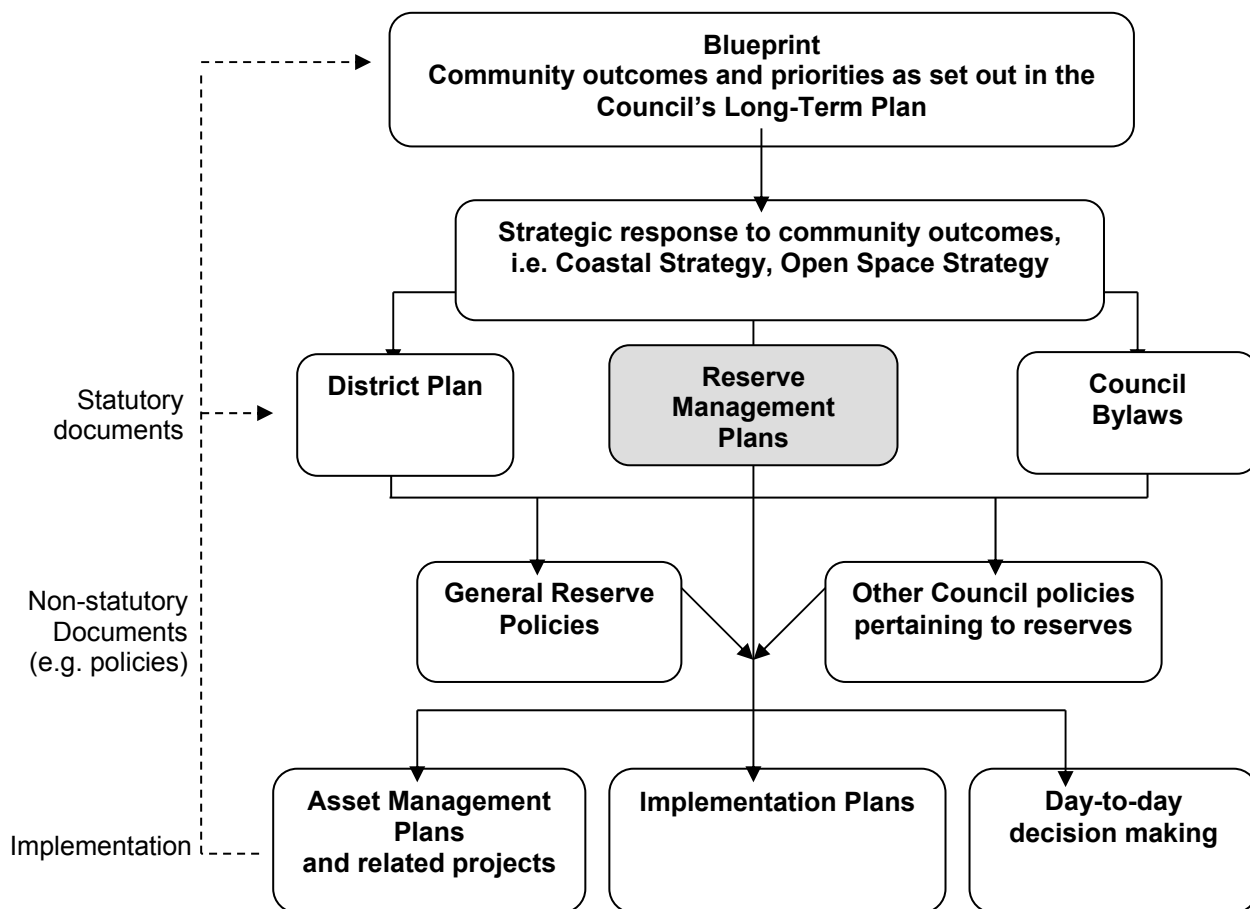 Blueprint
Community outcomes and priorities as set out in the
Council’s Long-Term Plan
Strategic response to community outcomes,
i.e. Coastal Strategy, Open Space Strategy
Statutory
documents
District Plan
Reserve
Management
Plans
Council
Bylaws
Non-statutory
Documents
(e.g. policies)
General Reserve
Policies
Other Council policies
pertaining to reserves
Implementation
Asset Management
Plans
and related projects
Implementation Plans
Day-to-day
decision making